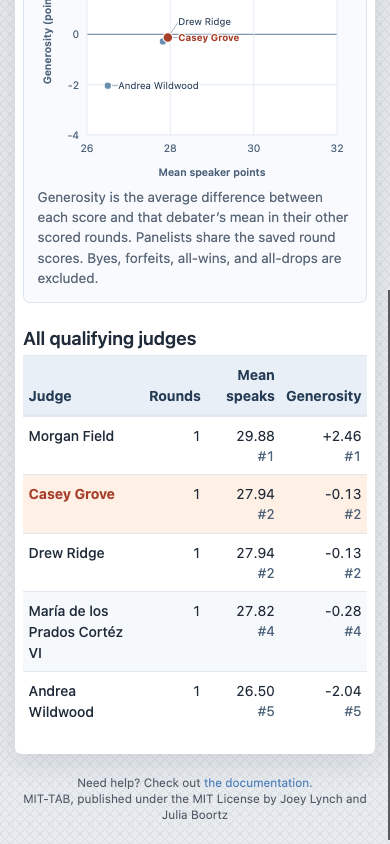 Generosity (poin
Drew Ridge
0
Casey Grove
-2
Andrea Wildwood
-4
26
28
30
32
Mean speaker points
Generosity is the average difference between
each score and that debater's mean in their other
scored rounds. Panelists share the saved round
scores. Byes, forfeits, all-wins, and all-drops are
excluded.
All qualifying judges
Mean
Judge Rounds speaks Generosity
Morgan Field 1 29.88 +2.46
#1 #1
Casey Grove 1 27.94 -0.13
#2 #2
Drew Ridge 1 27.94 -0.13
#2 #2
María de los 1 27.82 -0.28
Prados Cortéz #4 #4
VI
Andrea 1 26.50 -2.04
Wildwood #5 #5
Need help? Check out the documentation.
MIT-TAB, published under the MIT License by Joey Lynch and
Julia Boortz